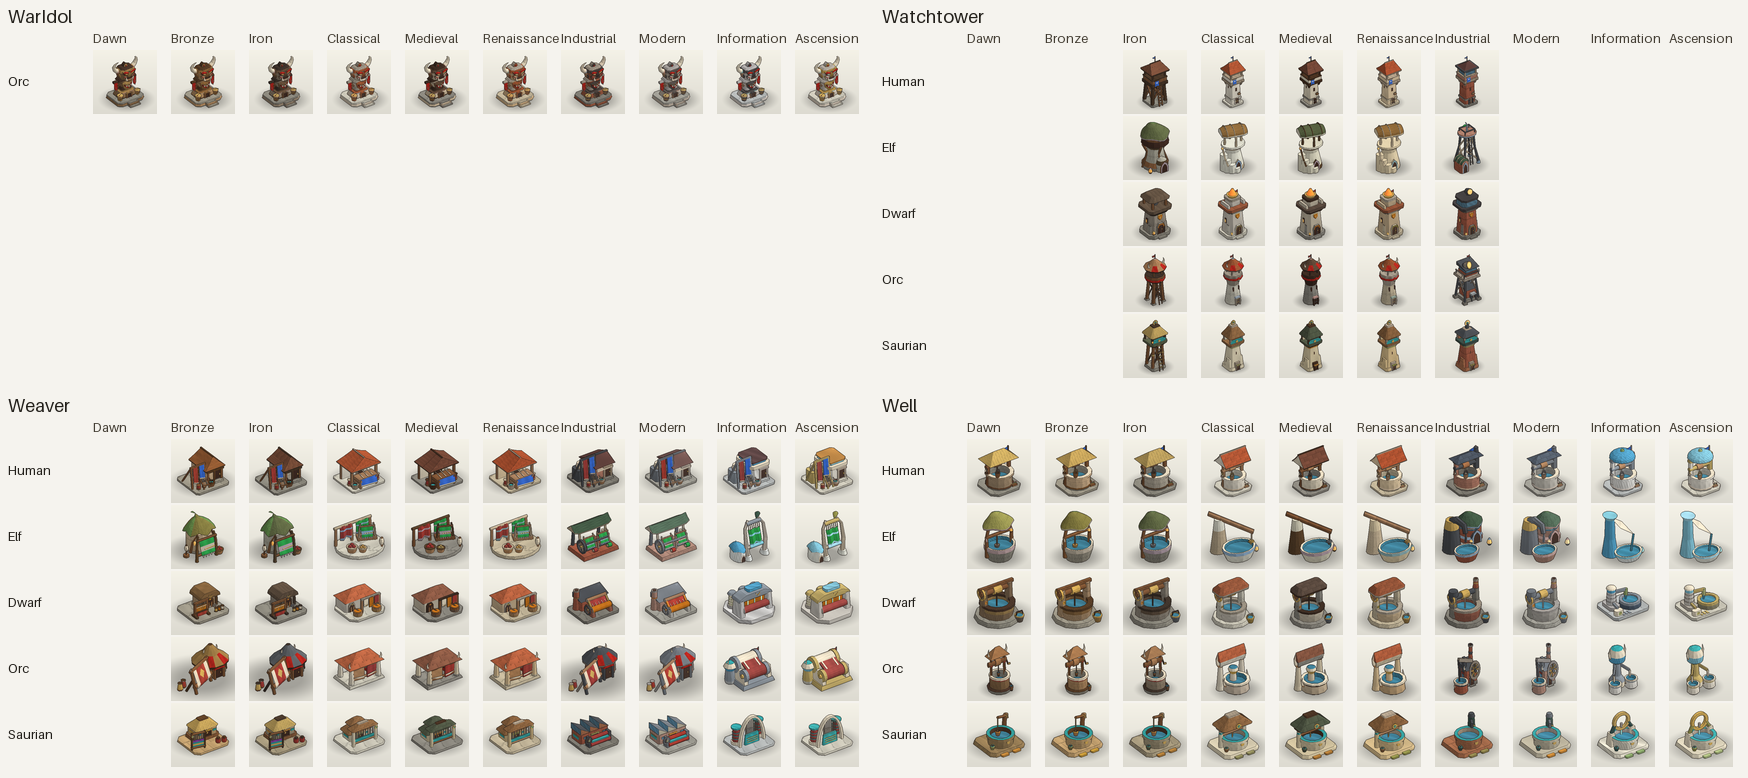 WarIdol
Dawn Bronze Iron Classical Medieval Renaissance Industrial Modern Information Ascension
Orc
Watchtower
Dawn Bronze Iron Classical Medieval Renaissance Industrial Modern Information Ascension
Human
Elf
Dwarf
Orc
Saurian
Weaver
Dawn Bronze Iron Classical Medieval Renaissance Industrial Modern Information Ascension
Human
Elf
Dwarf
Orc
Saurian
Well
Dawn Bronze Iron Classical Medieval Renaissance Industrial Modern Information Ascension
Human
Elf
Dwarf
Orc
Saurian